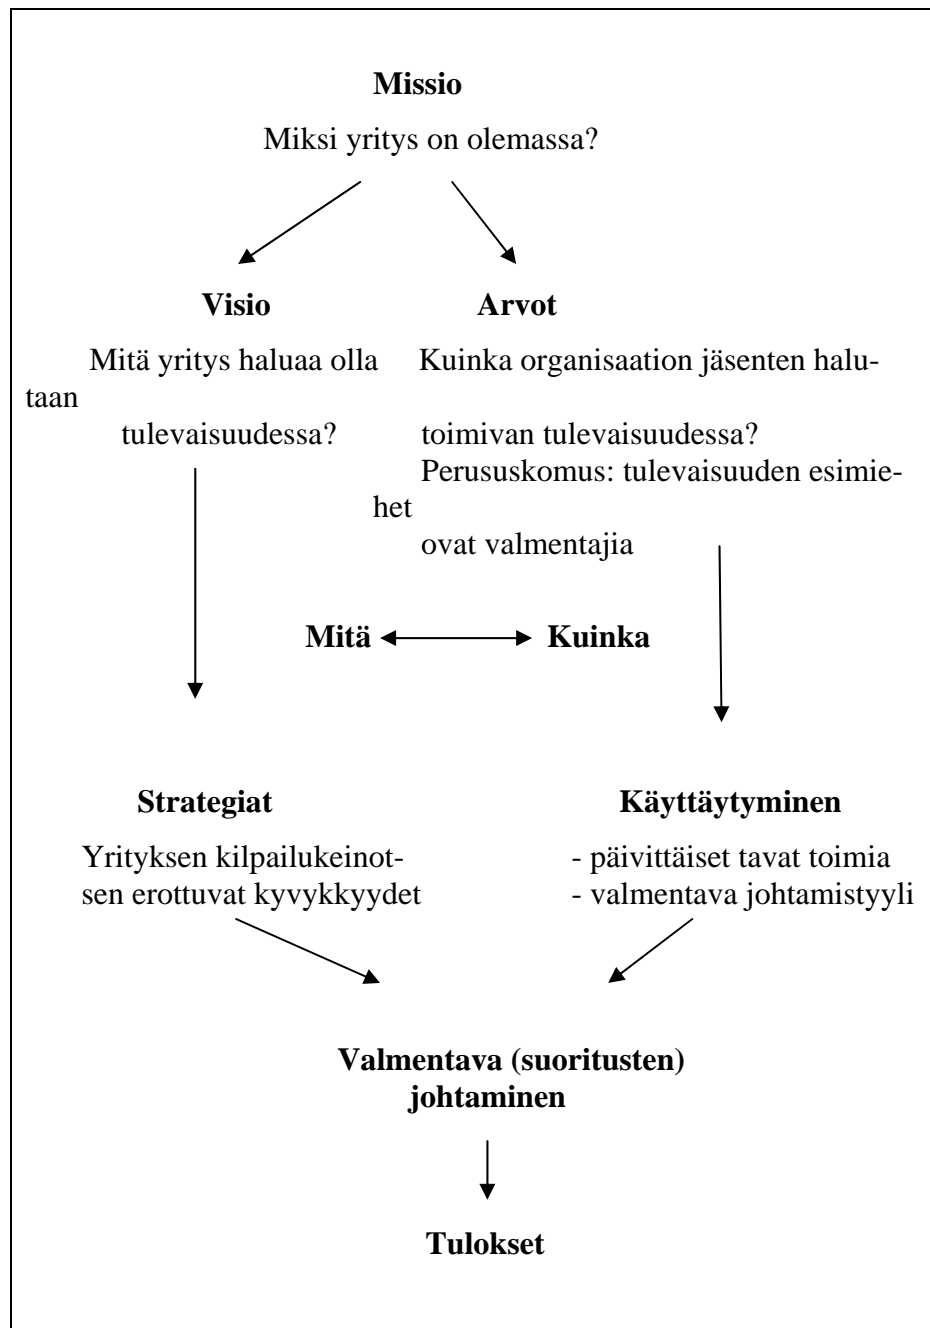 Missio
Miksi yritys on olemassa?
Visio Arvot
Mitä yritys haluaa olla Kuinka organisaation jäsenten halu-
taan
tulevaisuudessa? toimivan tulevaisuudessa?
Perususkomus: tulevaisuuden esimie-
het
ovat valmentajia
Mitä Kuinka
Strategiat Käyttäytyminen
Yrityksen kilpailukeinot- - päivittäiset tavat toimia
sen erottuvat kyvykkyydet - valmentava johtamistyyli
Valmentava (suoritusten)
johtaminen
Tulokset